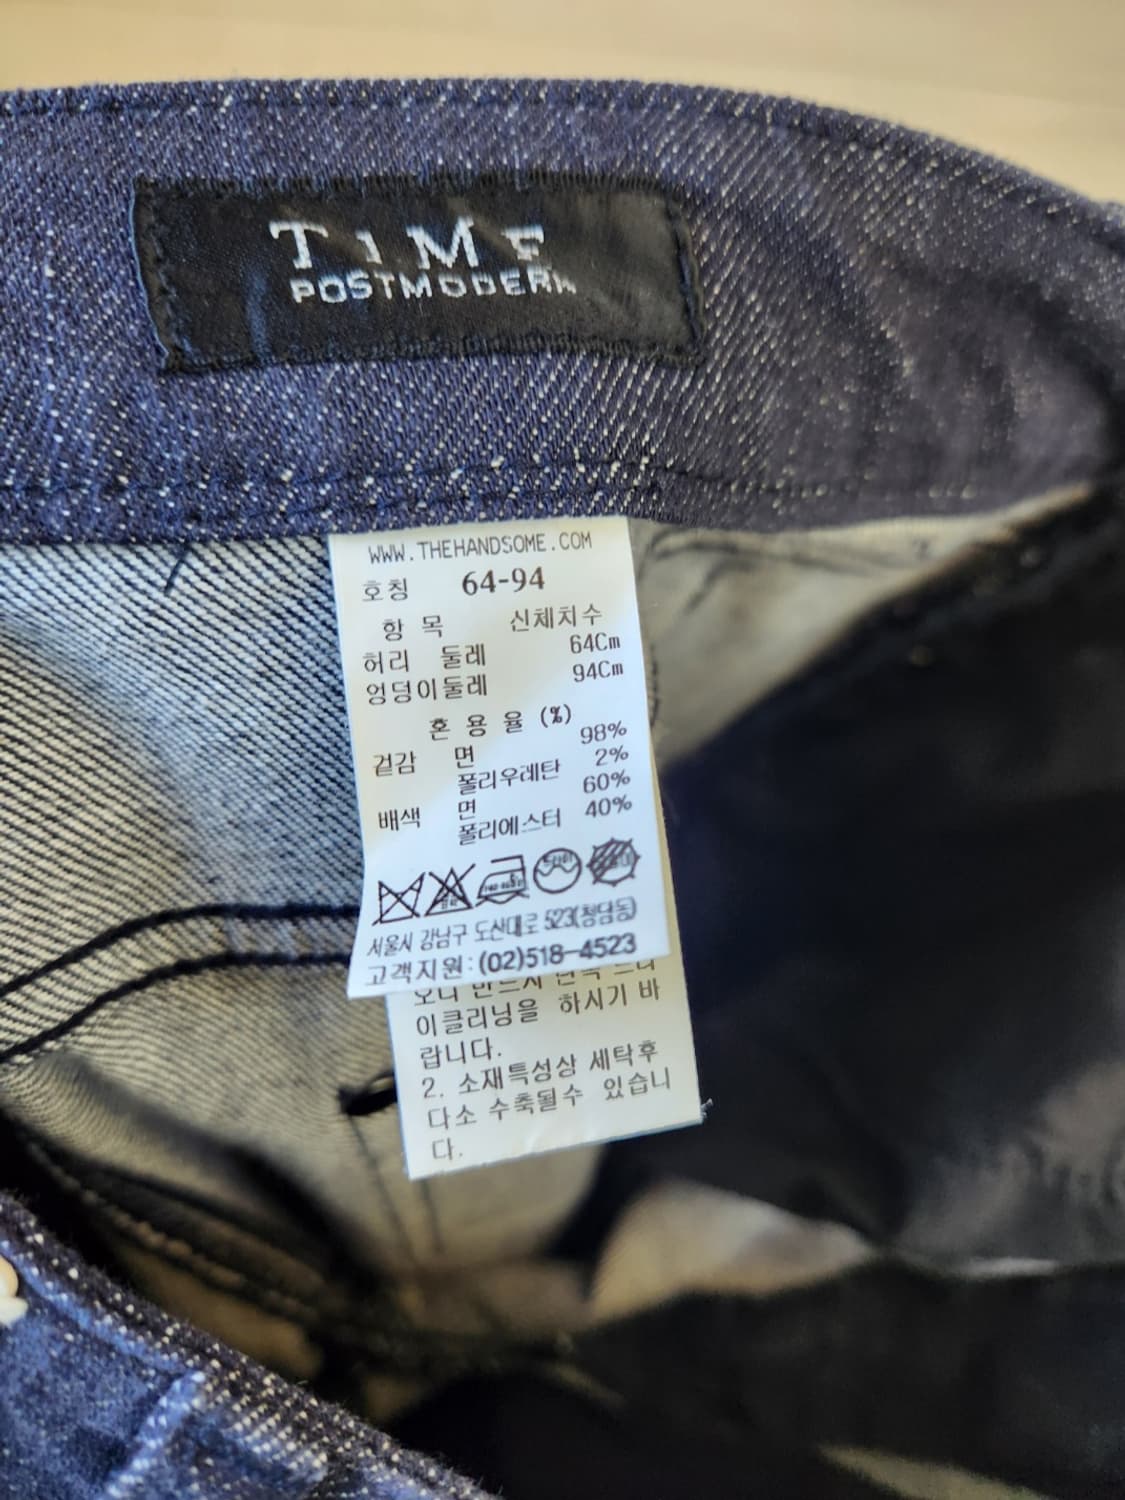 TIME
POSTMODERN
WWW.THEHANDSOME.COM
호칭 64-94
항 목 신체치수
허리 둘레 64Cm
엉덩이둘레 94Cm
혼 용 율 (%)
겉감 면 98%
폴리우레탄 2%
배색 면 60%
폴리에스터 40%
서울시 강남구 도산대로 523(청담동)
고객지원:(02)518-4523
이클리닝을 하시기 바
랍니다.
2. 소재특성상 세탁후
다소 수축될수 있습니
다.